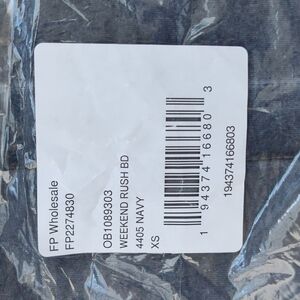 FP Wholesale
FP2274830
OB1089303
WEEKEND RUSH BD
4405 NAVY
XS
1 94374 16680 3
194374166803